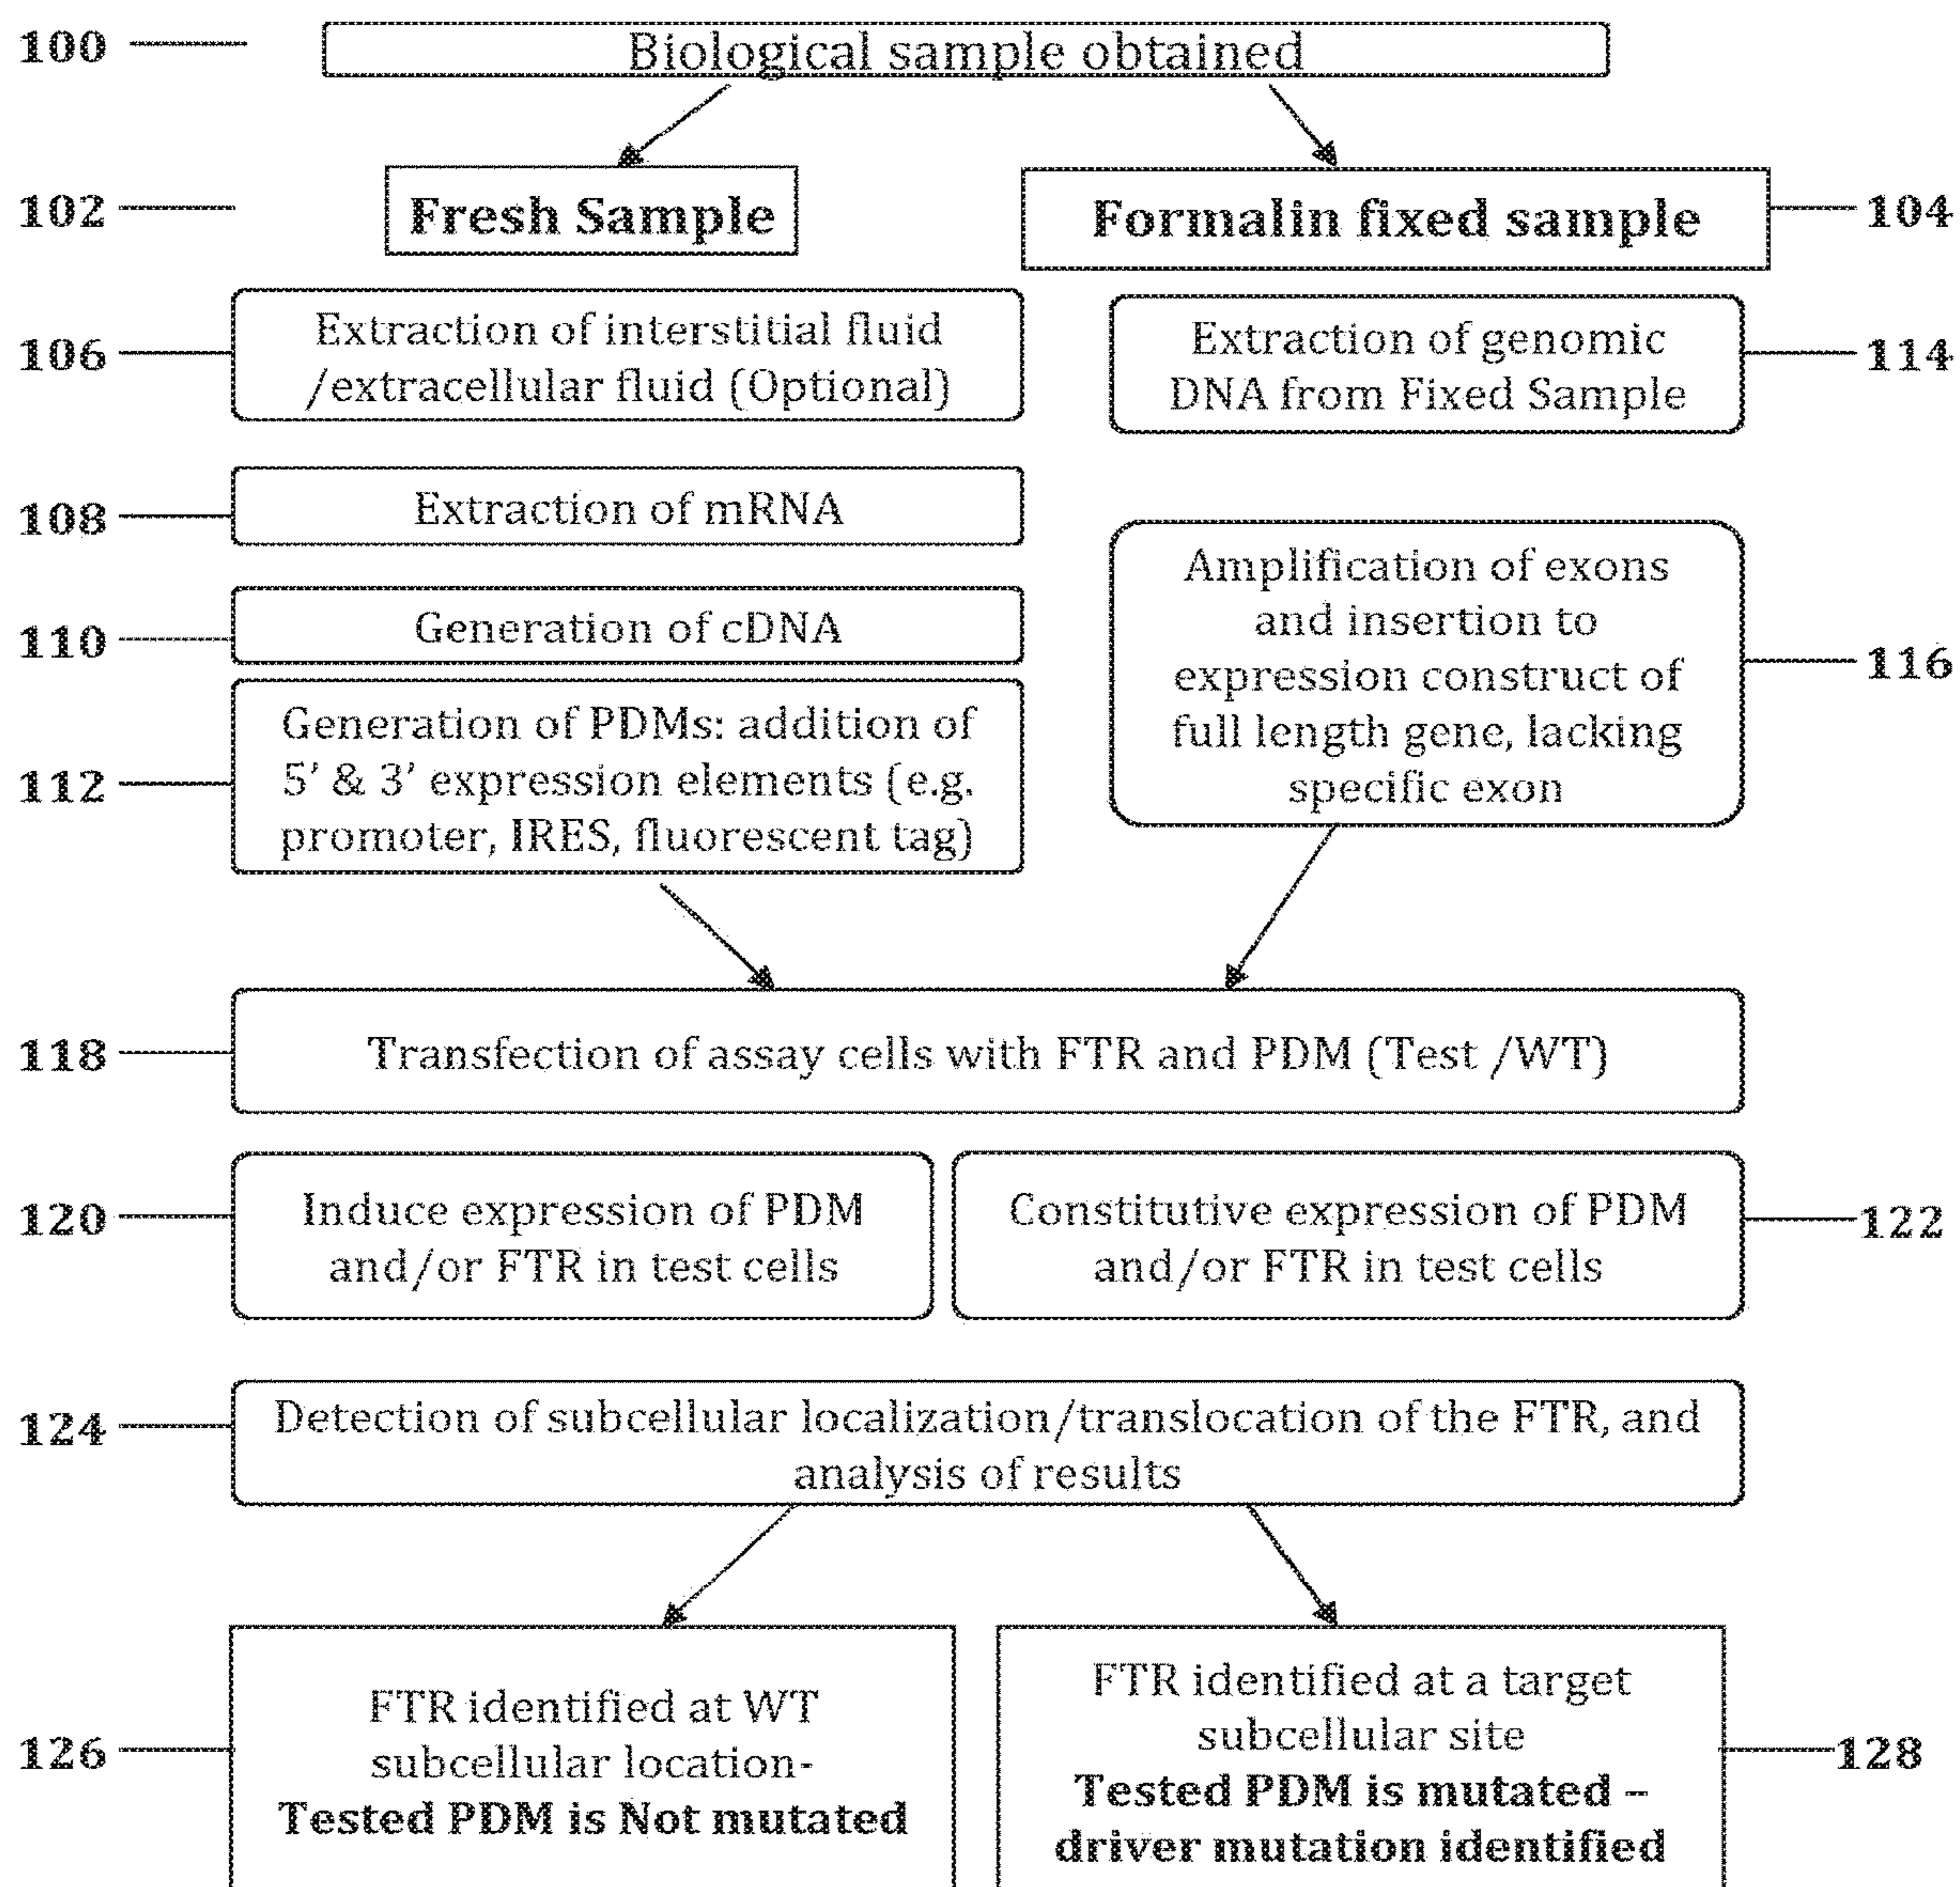 100
Biological sample obtained
102
Fresh Sample
Formalin fixed sample
104
106
Extraction of interstitial fluid
/extracellular fluid (Optional)
Extraction of genomic
DNA from Fixed Sample
114
108
Extraction of mRNA
110
Generation of cDNA
112
Generation of PDMs: addition of
5’ & 3’ expression elements (e.g.
promoter, IRES, fluorescent tag)
Amplification of exons
and insertion to
expression construct of
full length gene, lacking
specific exon
116
118
Transfection of assay cells with FTR and PDM (Test /WT)
120
Induce expression of PDM
and/or FTR in test cells
Constitutive expression of PDM
and/or FTR in test cells
122
124
Detection of subcellular localization/translocation of the FTR, and
analysis of results
126
FTR identified at WT
subcellular location-
Tested PDM is Not mutated
FTR identified at a target
subcellular site
Tested PDM is mutated –
driver mutation identified
128